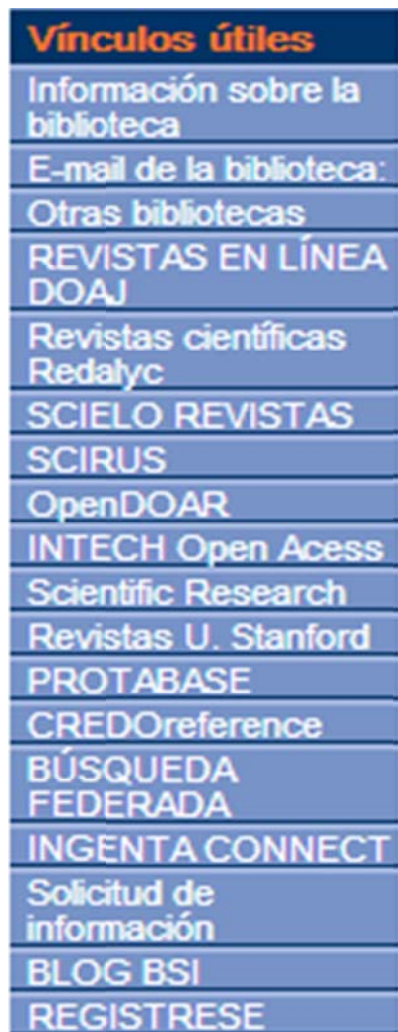 Vínculos útiles
Información sobre la
biblioteca
E-mail de la biblioteca:
Otras bibliotecas
REVISTAS EN LÍNEA
DOAJ
Revistas científicas
Redalyc
SCIELO REVISTAS
SCIRUS
OpenDOAR
INTECH Open Acess
Scientific Research
Revistas U. Stanford
PROTABASE
CREDOreference
BÚSQUEDA
FEDERADA
INGENTA CONNECT
Solicitud de
información
BLOG BSI
REGISTRESE